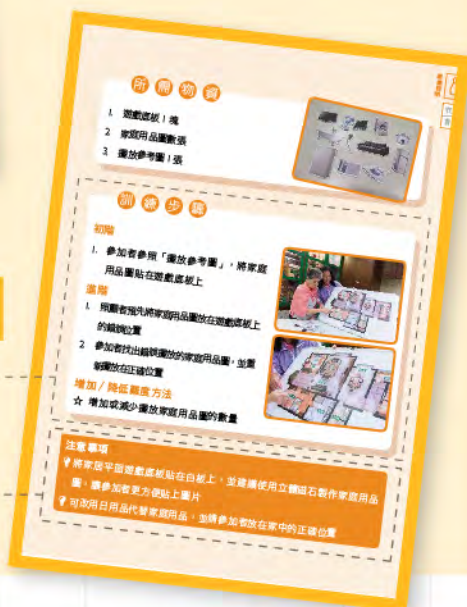 所需物資
1. 遊戲底板1塊
2. 家庭用品圖數張
3. 擺放參考圖1張
訓練步驟
初階
1. 參加者參照「擺放參考圖」，將家庭
用品圖貼在遊戲底板上
進階
1. 照顧者預先將家庭用品圖放在遊戲底板上
的錯誤位置
2. 參加者找出錯誤擺放的家庭用品圖，並重
新擺放在正確位置
增加／降低難度方法
☆ 增加或減少擺放家庭用品圖的數量
注意事項
將家居平面遊戲底板貼在白板上，並建議使用立體磁石製作家庭用品
圖，讓參加者更方便貼上圖片
可改用日用品代替家庭用品，並請參加者放在家中的正確位置